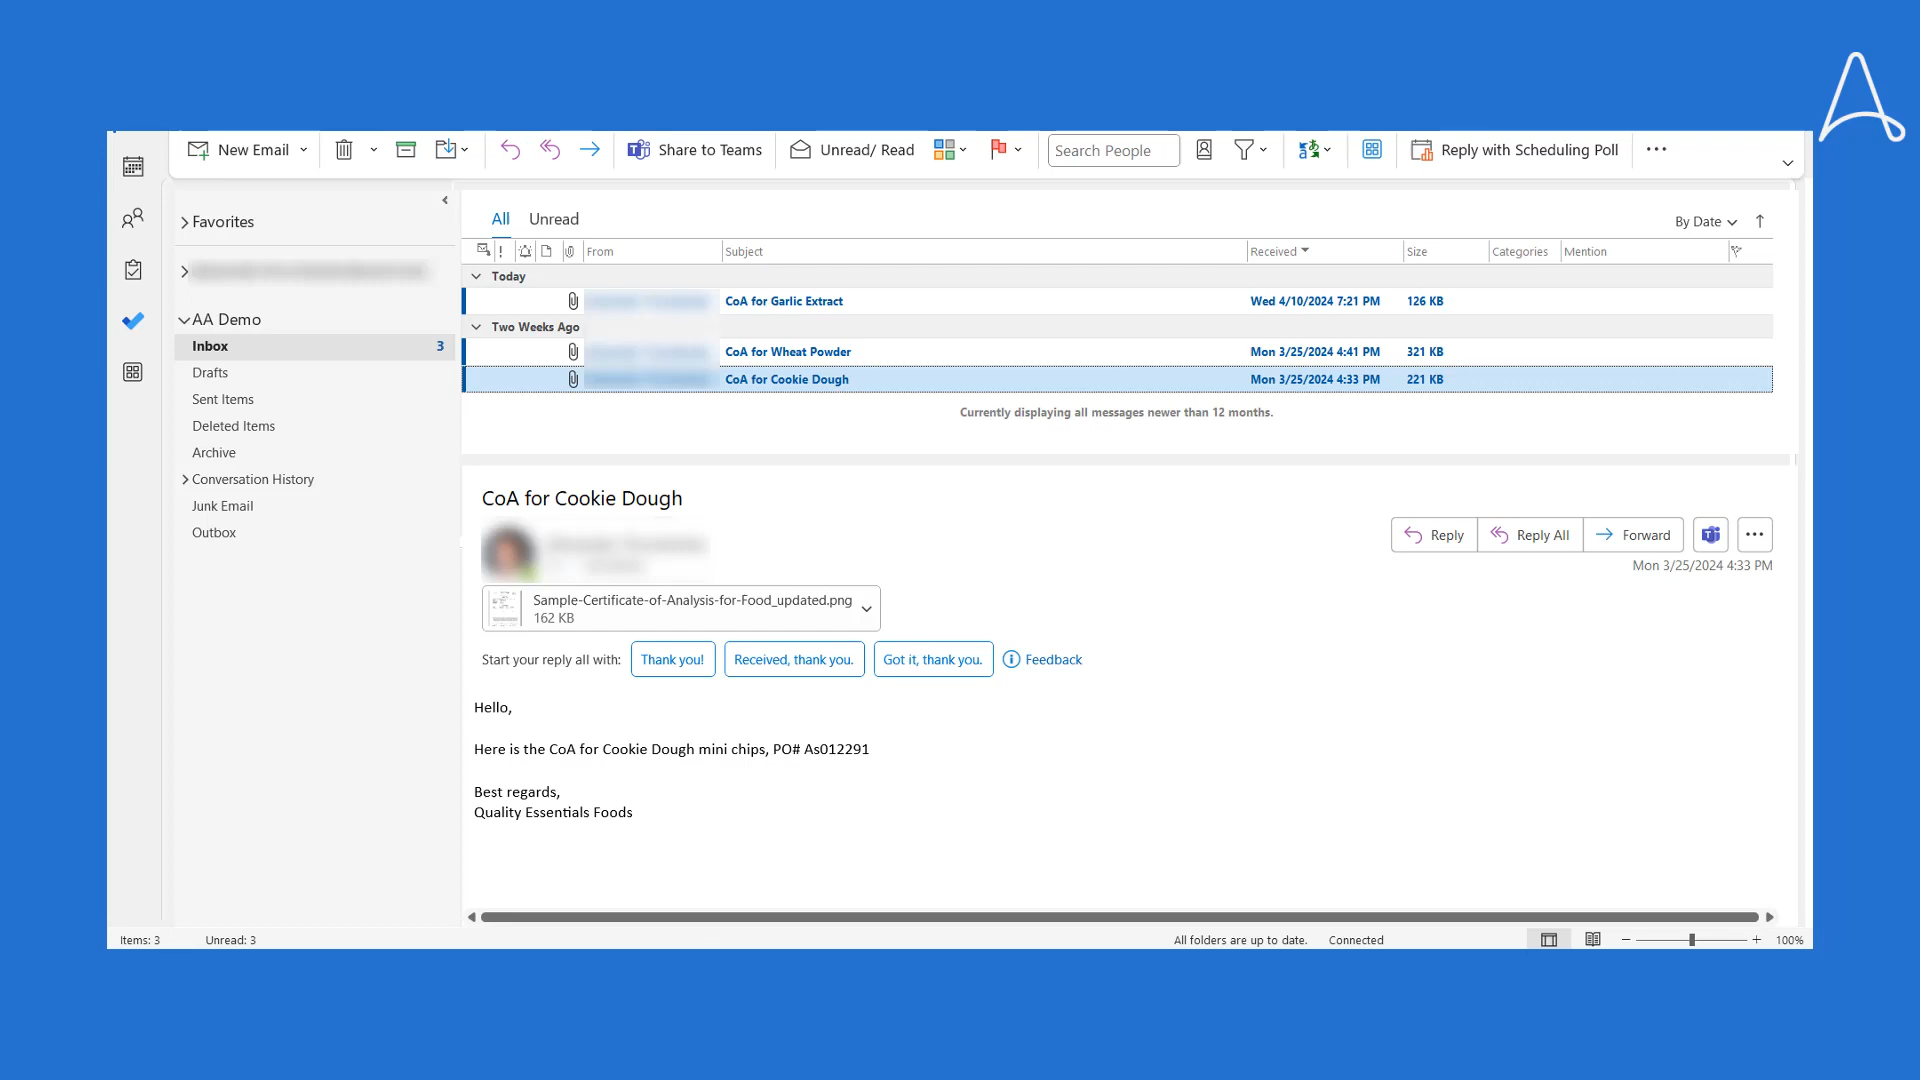 New Email
Share to Teams
Unread/ Read
Search People
Reply with Scheduling Poll
Favorites
AA Demo
Inbox 3
Drafts
Sent Items
Deleted Items
Archive
Conversation History
Junk Email
Outbox
All Unread
By Date
From Subject Received Size Categories Mention
Today
CoA for Garlic Extract Wed 4/10/2024 7:21 PM 126 KB
Two Weeks Ago
CoA for Wheat Powder Mon 3/25/2024 4:41 PM 321 KB
CoA for Cookie Dough Mon 3/25/2024 4:33 PM 221 KB
Currently displaying all messages newer than 12 months.
CoA for Cookie Dough
Reply Reply All Forward
Mon 3/25/2024 4:33 PM
Sample-Certificate-of-Analysis-for-Food_updated.png
162 KB
Start your reply all with: Thank you! Received, thank you. Got it, thank you. Feedback
Hello,
Here is the CoA for Cookie Dough mini chips, PO# As012291
Best regards,
Quality Essentials Foods
Items: 3 Unread: 3 All folders are up to date. Connected 100%